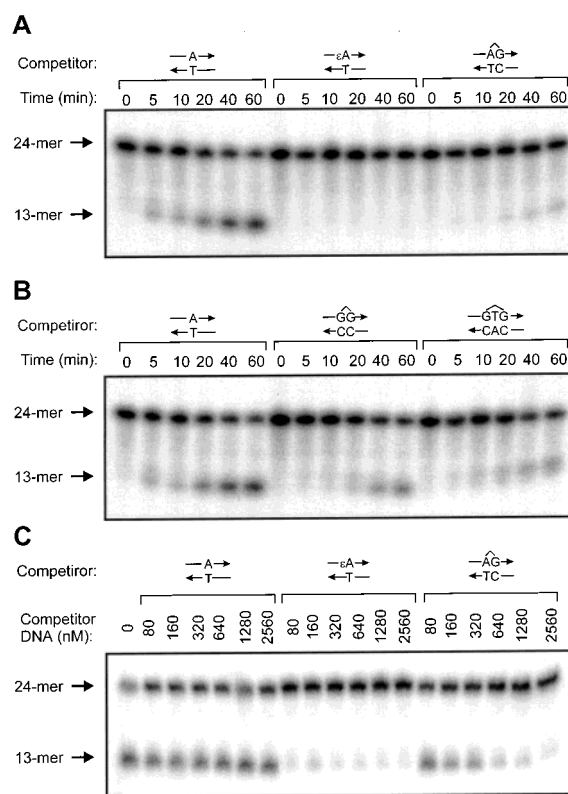 A
A
εA
AG
Competitor:
T
T
TC
Time (min):
0 5 10 20 40 60 0 5 10 20 40 60 0 5 10 20 40 60
24-mer
13-mer
B
A
GG
GTG
Competiror:
T
CC
CAC
Time (min):
0 5 10 20 40 60 0 5 10 20 40 60 0 5 10 20 40 60
24-mer
13-mer
C
A
εA
AG
Competiror:
T
T
TC
Competitor
DNA (nM):
0 80 160 320 640 1280 2560 80 160 320 640 1280 2560 80 160 320 640 1280 2560
24-mer
13-mer